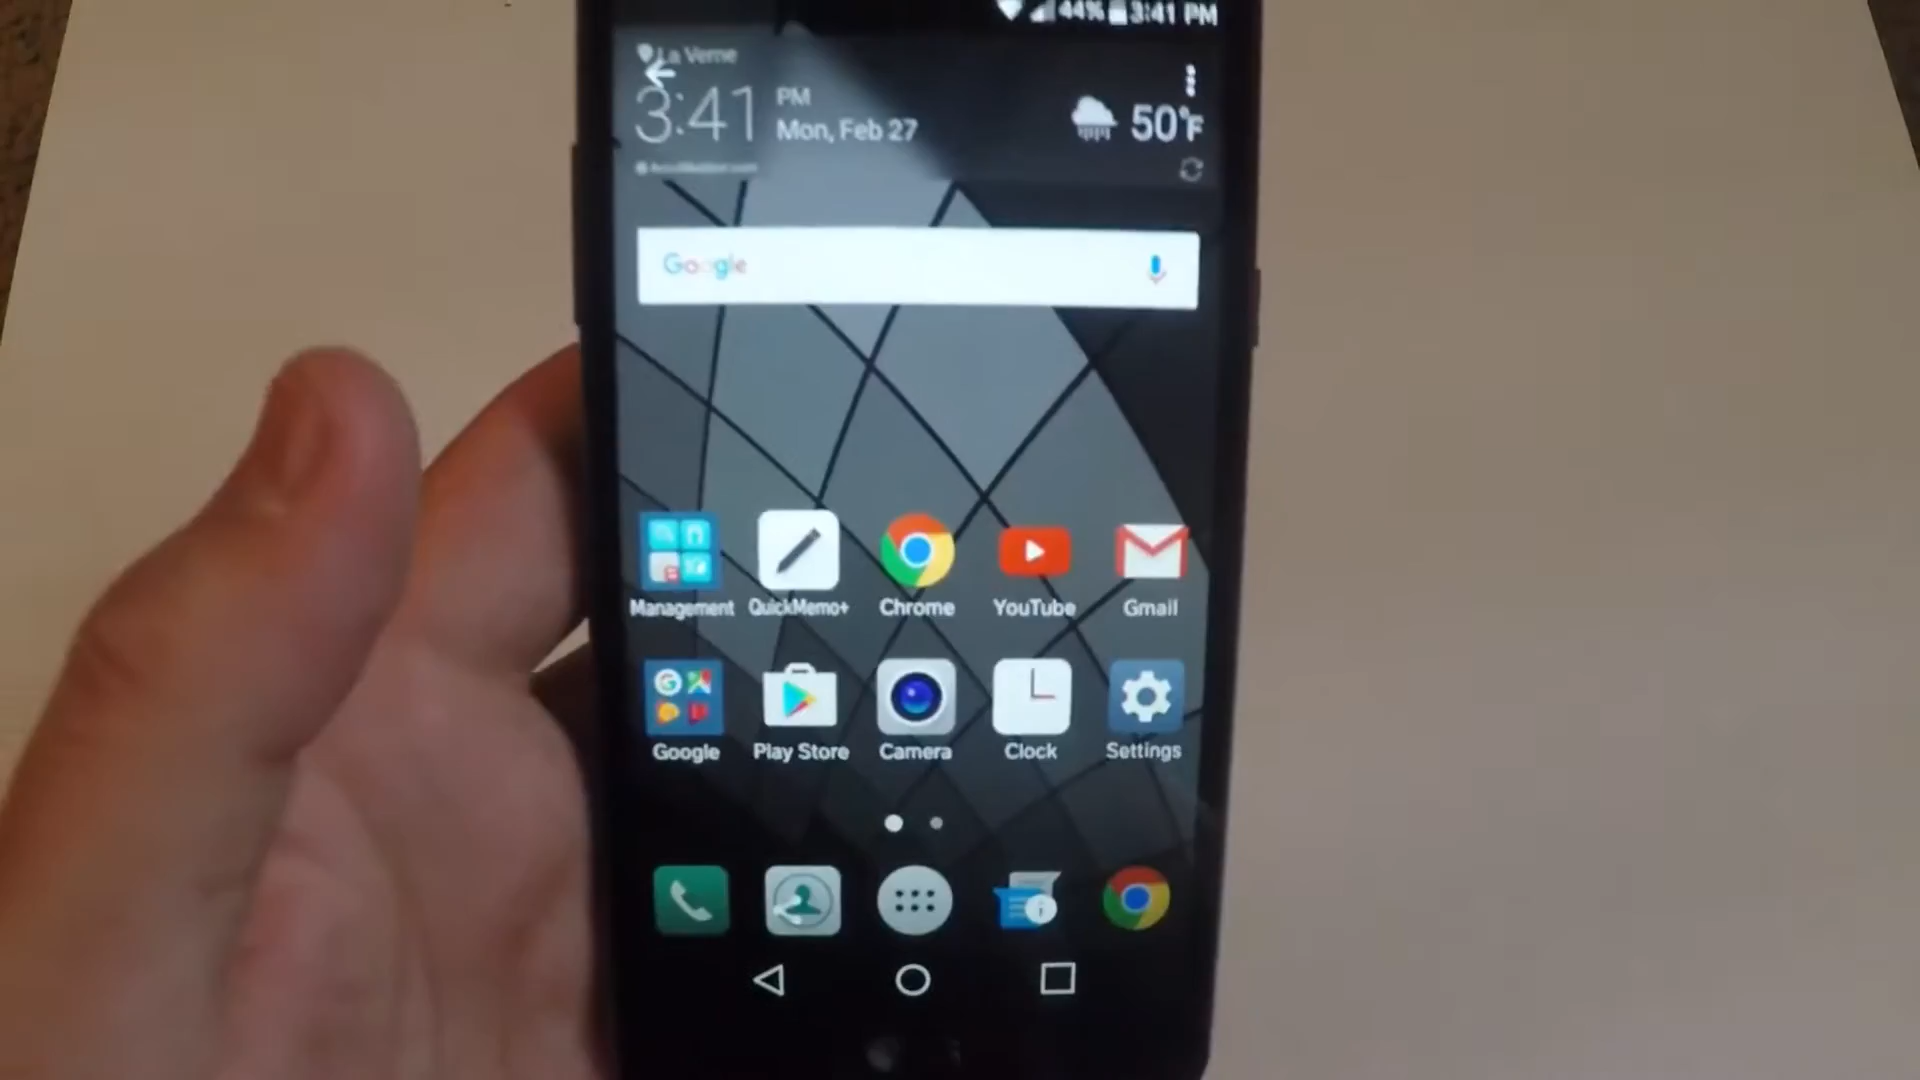 44% 3:41 PM
La Verne
3:41 PM
Mon, Feb 27
50°F
Google
Management QuickMemo+ Chrome YouTube Gmail
Google Play Store Camera Clock Settings